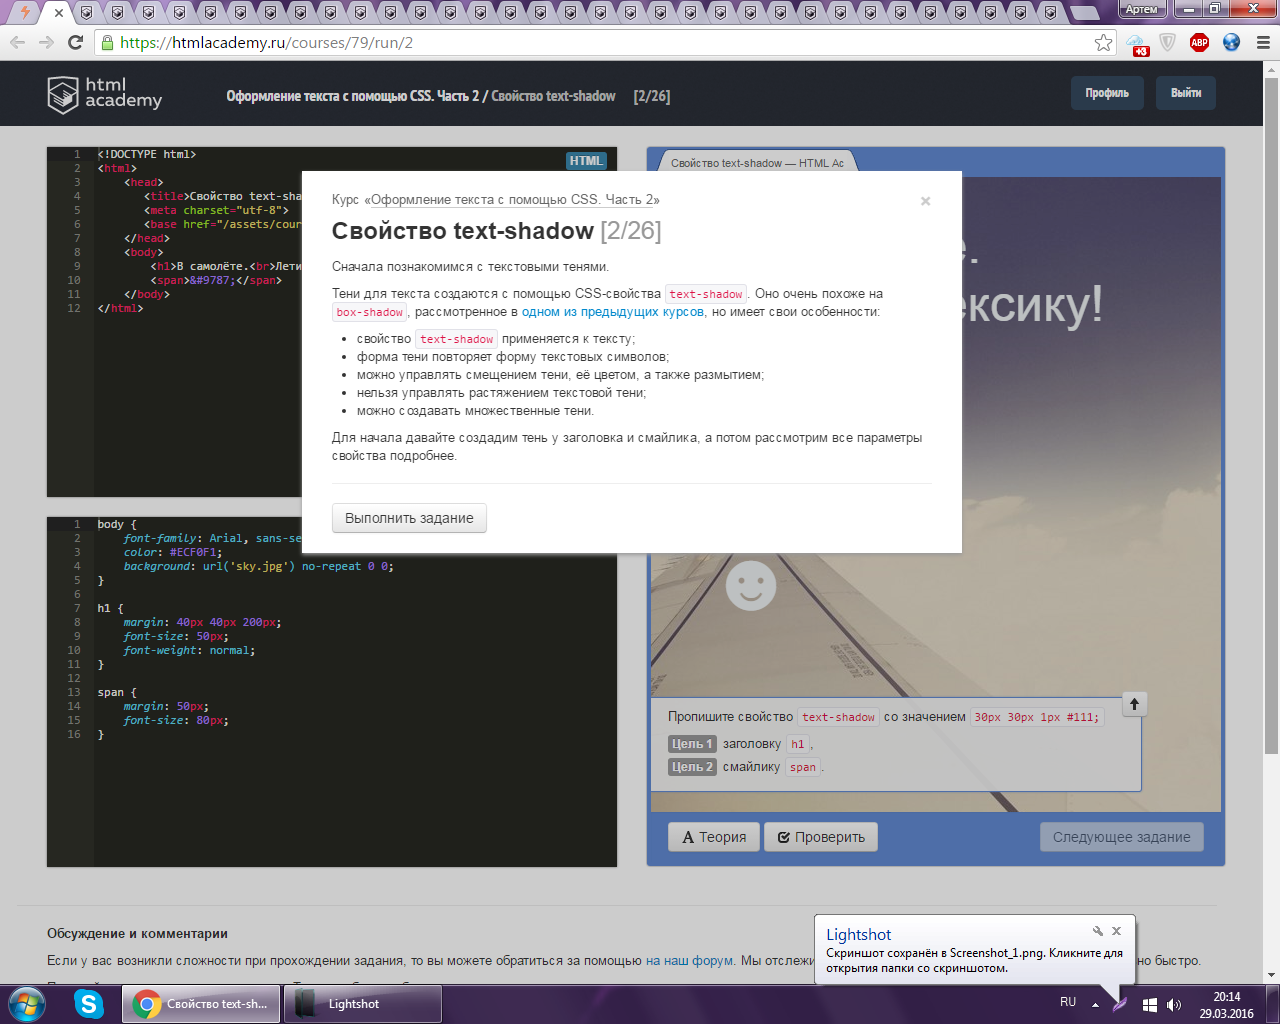 Артем
https://htmlacademy.ru/courses/79/run/2
+3
ABP
html
academy
Оформление текста с помощью CSS. Часть 2 / Свойство text-shadow [2/26]
Профиль
Выйти
1 <!DOCTYPE html>
2 <html>
3 <head>
4 <title>Свойство text-sha
5 <meta charset="utf-8">
6 <base href="/assets/cour
7 </head>
8 <body>
9 <h1>В самолёте.<br>Лети
10 <span>&#9787;</span>
11 </body>
12 </html>
HTML
Свойство text-shadow — HTML Ac
е.
ексику!
Курс «Оформление текста с помощью CSS. Часть 2»
×
Свойство text-shadow [2/26]
Сначала познакомимся с текстовыми тенями.
Тени для текста создаются с помощью CSS-свойства text-shadow. Оно очень похоже на
box-shadow, рассмотренное в одном из предыдущих курсов, но имеет свои особенности:
• свойство text-shadow применяется к тексту;
• форма тени повторяет форму текстовых символов;
• можно управлять смещением тени, её цветом, а также размытием;
• нельзя управлять растяжением текстовой тени;
• можно создавать множественные тени.
Для начала давайте создадим тень у заголовка и смайлика, а потом рассмотрим все параметры
свойства подробнее.
Выполнить задание
1 body {
2 font-family: Arial, sans-se
3 color: #ECF0F1;
4 background: url('sky.jpg') no-repeat 0 0;
5 }
6
7 h1 {
8 margin: 40px 40px 200px;
9 font-size: 50px;
10 font-weight: normal;
11 }
12
13 span {
14 margin: 50px;
15 font-size: 80px;
16 }
Пропишите свойство text-shadow со значением 30px 30px 1px #111;
Цель 1 заголовку h1,
Цель 2 смайлику span.
Теория
Проверить
Следующее задание
Обсуждение и комментарии
Если у вас возникли сложности при прохождении задания, то вы можете обратиться за помощью на наш форум. Мы отслежи
но быстро.
Lightshot
Скриншот сохранён в Screenshot_1.png. Кликните для
открытия папки со скриншотом.
Свойство text-sh...
Lightshot
RU
20:14
29.03.2016